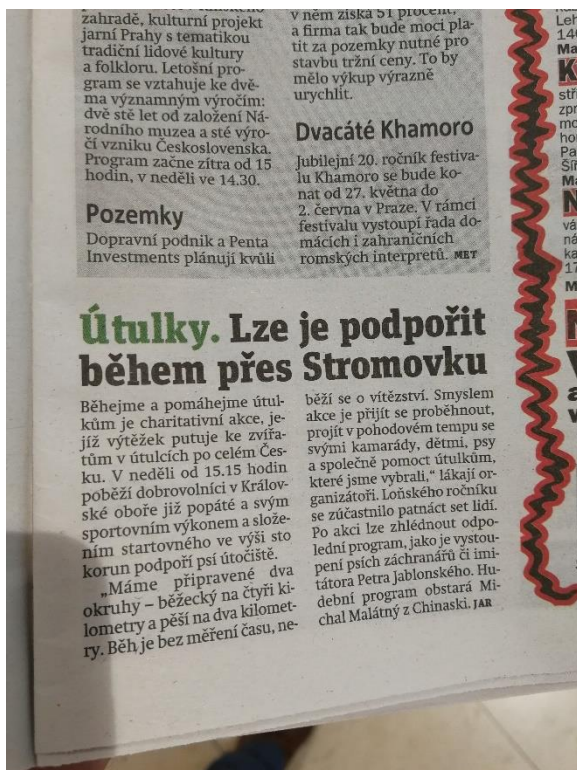 zahradě, kulturní projekt
jarní Prahy s tematikou
tradiční lidové kultury
a folkloru. Letošní pro-
gram se vztahuje ke dvě-
ma významným výročím:
dvě stě let od založení Ná-
rodního muzea a sté výro-
čí vzniku Československa.
Program začne zítra od 15
hodin, v neděli ve 14.30.
Pozemky
Dopravní podnik a Penta
Investments plánují kvůli
v něm získá 51 procent,
a firma tak bude moci pla-
tit za pozemky nutné pro
stavbu tržní ceny. To by
mělo výkup výrazně
urychlit.
Dvacáté Khamoro
Jubilejní 20. ročník festiva-
lu Khamoro se bude ko-
nat od 27. května do
2. června v Praze. V rámci
festivalu vystoupí řada do-
mácích i zahraničních
romských interpretů. MET
Útulky. Lze je podpořit
během přes Stromovku
Běhejme a pomáhejme útul-
kům je charitativní akce, je-
jíž výtěžek putuje ke zvířa-
tům v útulcích po celém Čes-
ku. V neděli od 15.15 hodin
poběží dobrovolníci v Králov-
ské oboře již popáté a svým
sportovním výkonem a slože-
ním startovného ve výši sto
korun podpoří psí útočiště.
„Máme připravené dva
okruhy – běžecký na čtyři ki-
lometry a pěší na dva kilomet-
ry. Běh je bez měření času, ne-
běží se o vítězství. Smyslem
akce je přijít se proběhnout,
projít v pohodovém tempu se
svými kamarády, dětmi, psy
a společně pomoct útulkům,
které jsme vybrali,“ lákají or-
ganizátoři. Loňského ročníku
se zúčastnilo patnáct set lidí.
Po akci lze zhlédnout odpo-
lední program, jako je vystou-
pení psích záchranářů či imi-
tátora Petra Jablonského. Hu-
dební program obstará Mi-
chal Malátný z Chinaski. JAR